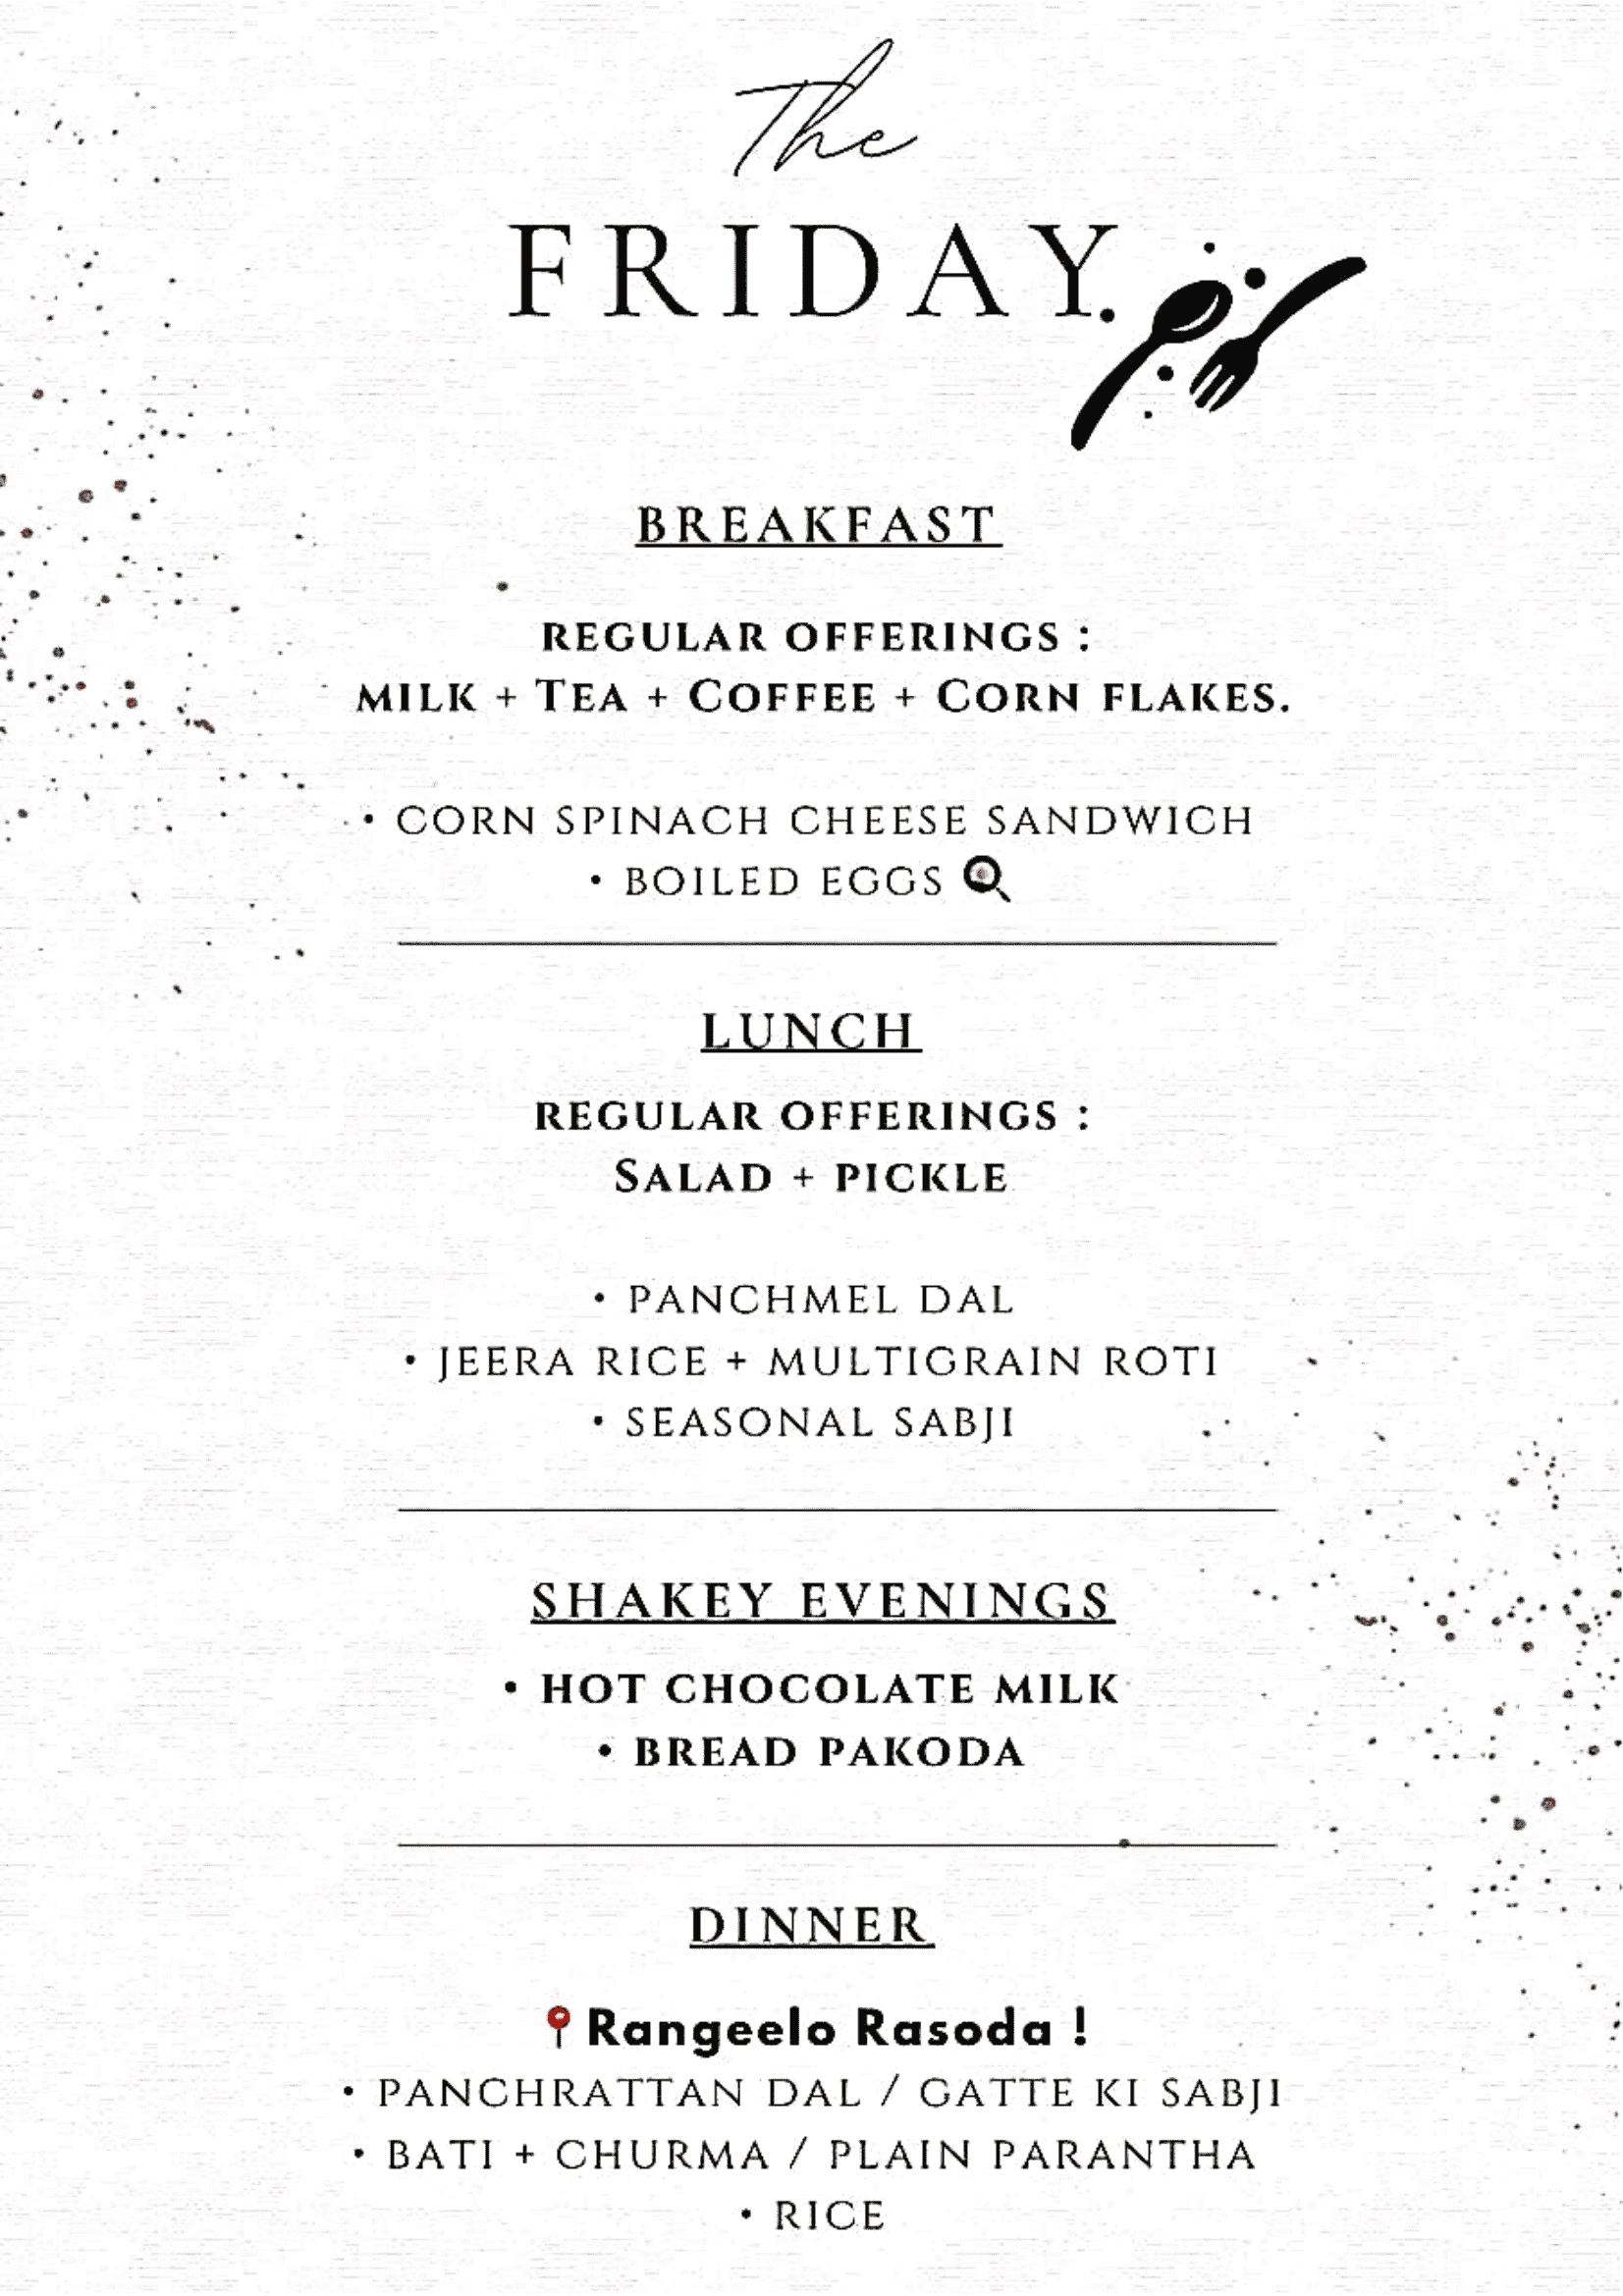 The
FRIDAY.
BREAKFAST
REGULAR OFFERINGS :
MILK + TEA + COFFEE + CORN FLAKES.
• CORN SPINACH CHEESE SANDWICH
• BOILED EGGS 🍳
LUNCH
REGULAR OFFERINGS :
SALAD + PICKLE
• PANCHMEL DAL
• JEERA RICE + MULTIGRAIN ROTI
• SEASONAL SABJI
SHAKEY EVENINGS
• HOT CHOCOLATE MILK
• BREAD PAKODA
DINNER
📍Rangeelo Rasoda !
• PANCHRATTAN DAL / GATTE KI SABJI
• BATI + CHURMA / PLAIN PARANTHA
• RICE